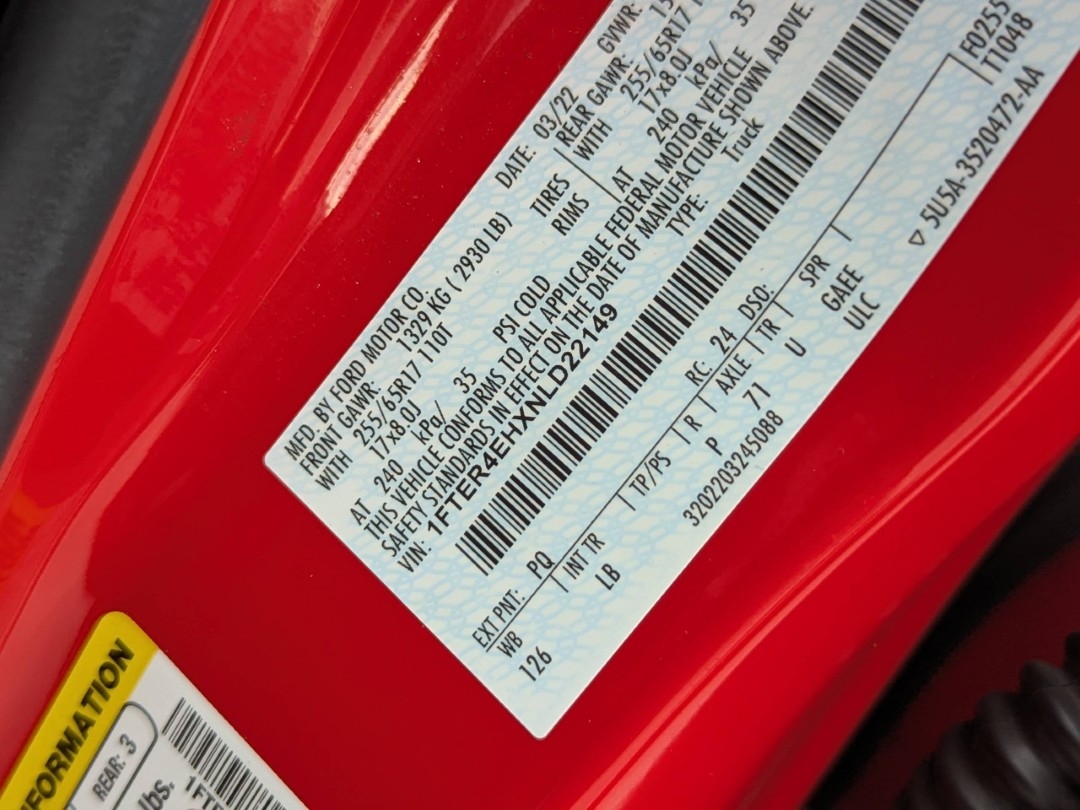 MFD. BY FORD MOTOR CO.
DATE: 03/22 GVWR:
FRONT GAWR: 1329 KG ( 2930 LB) REAR GAWR: 15
WITH 255/65R17 110T TIRES WITH 255/65R17
17x8.0J RIMS 17x8.0J
AT 240 kPa/ 35 PSI COLD AT 240 kPa/ 35
THIS VEHICLE CONFORMS TO ALL APPLICABLE FEDERAL MOTOR VEHICLE
SAFETY STANDARDS IN EFFECT ON THE DATE OF MANUFACTURE SHOWN ABOVE.
VIN: 1FTER4EHXNLD22149 TYPE: Truck
EXT PNT: PQ RC: 24 DSO: F0255
T1048
WB INT TR TP/PS R AXLE TR SPR
126 LB P 71 U GAEE
ULC
3202203245088 ▽ 5U5A-3520472-AA
FORMATION
REAR: 3
lbs.
1FT